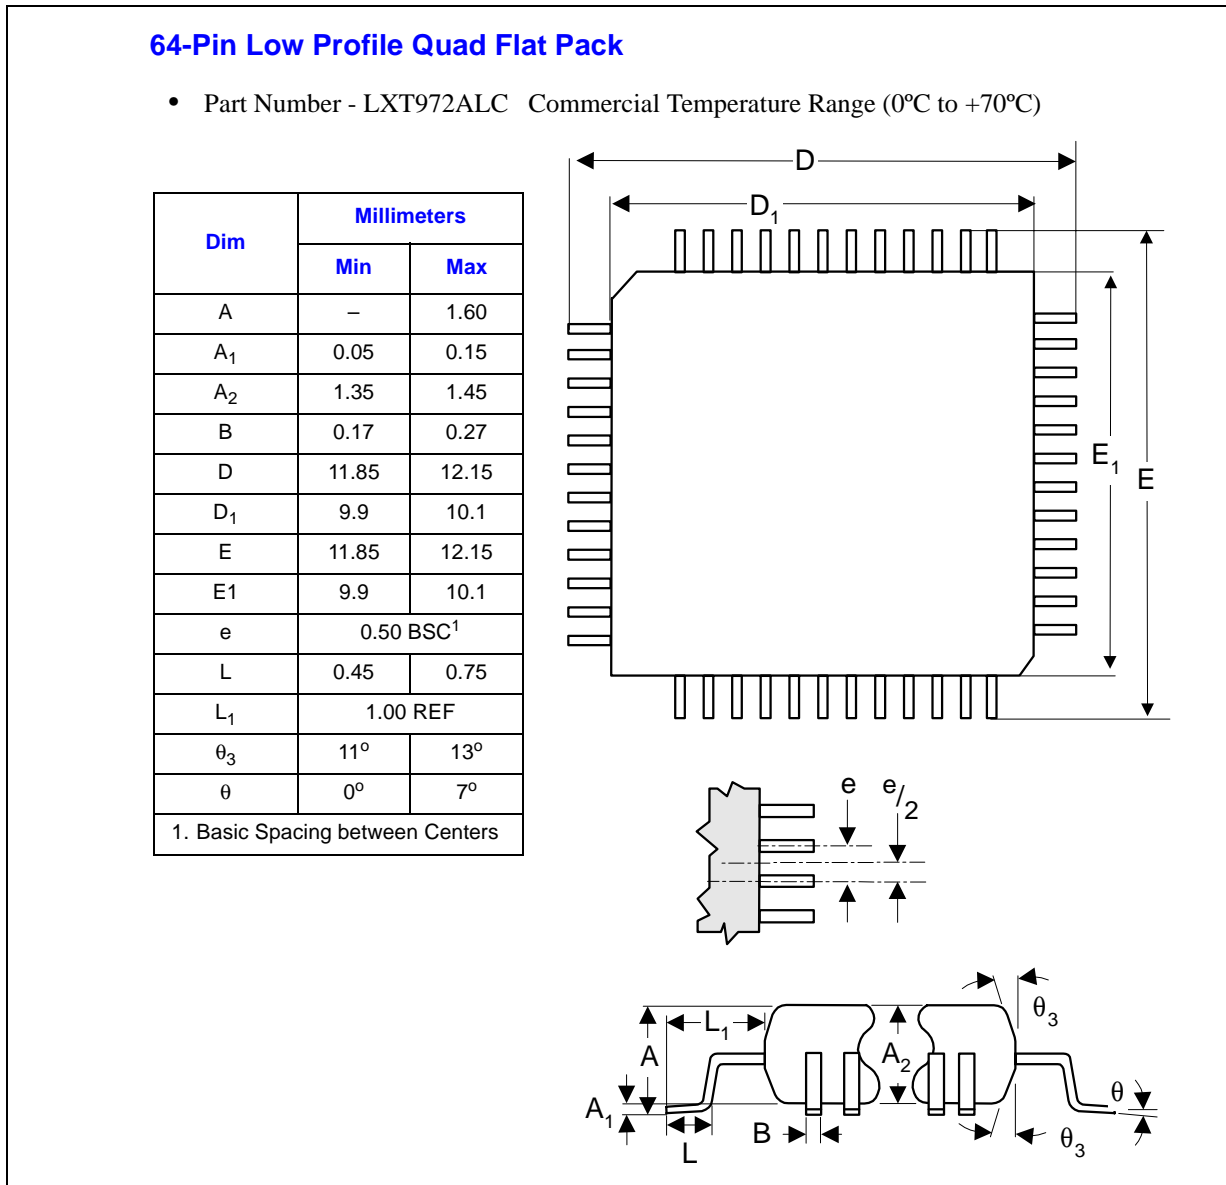 64-Pin Low Profile Quad Flat Pack
• Part Number - LXT972ALC Commercial Temperature Range (0ºC to +70ºC)
Dim Millimeters
Min Max
A – 1.60
A1 0.05 0.15
A2 1.35 1.45
B 0.17 0.27
D 11.85 12.15
D1 9.9 10.1
E 11.85 12.15
E1 9.9 10.1
e 0.50 BSC1
L 0.45 0.75
L1 1.00 REF
θ3 11o 13o
θ 0o 7o
1. Basic Spacing between Centers
D
D1
E1
E
e e/2
L1
A
A2
θ3
A1
L
B
θ
θ3